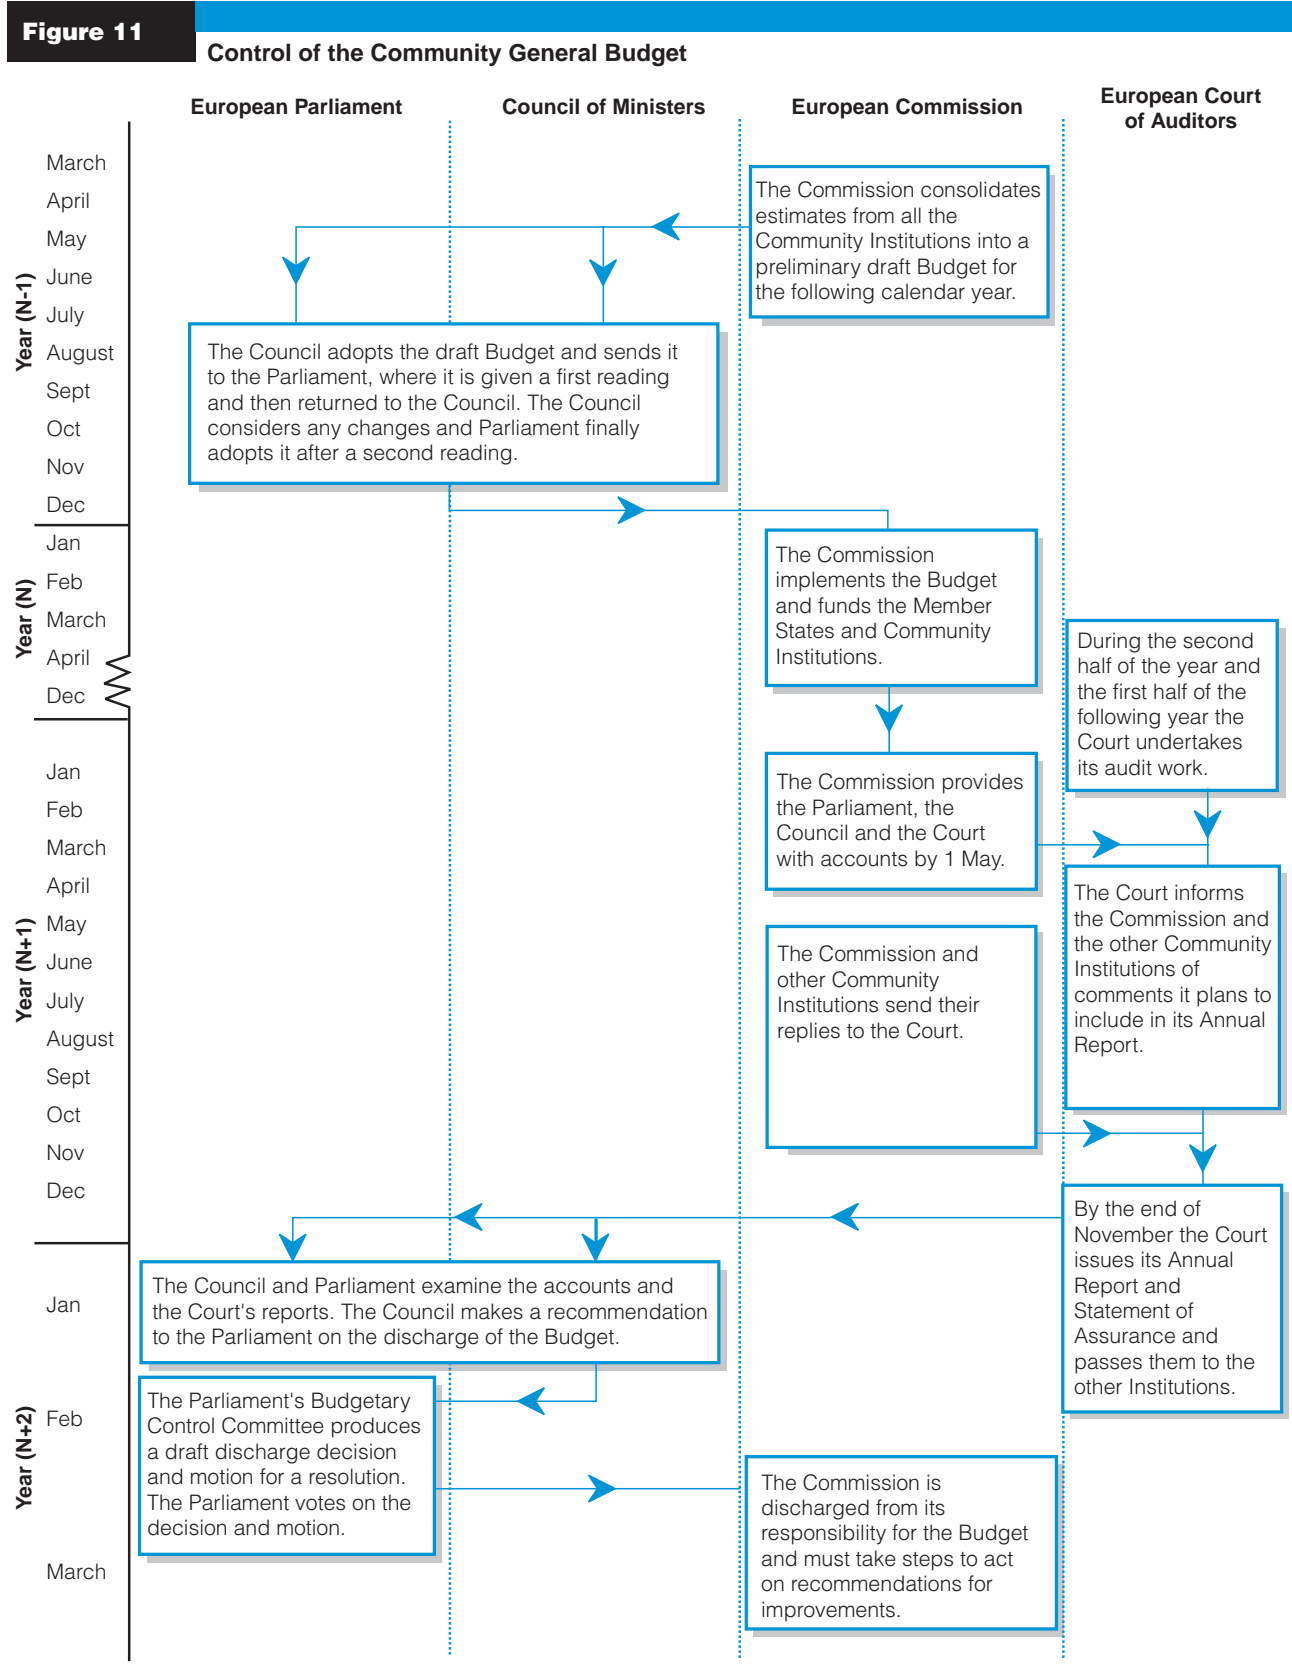 Figure 11
Control of the Community General Budget
European Parliament
Council of Ministers
European Commission
European Court
of Auditors
Year (N-1)
March
April
May
June
July
August
Sept
Oct
Nov
Dec
The Commission consolidates
estimates from all the
Community Institutions into a
preliminary draft Budget for
the following calendar year.
The Council adopts the draft Budget and sends it
to the Parliament, where it is given a first reading
and then returned to the Council. The Council
considers any changes and Parliament finally
adopts it after a second reading.
Year (N)
Jan
Feb
March
April
Dec
The Commission
implements the Budget
and funds the Member
States and Community
Institutions.
During the second
half of the year and
the first half of the
following year the
Court undertakes
its audit work.
Year (N+1)
Jan
Feb
March
April
May
June
July
August
Sept
Oct
Nov
Dec
The Commission provides
the Parliament, the
Council and the Court
with accounts by 1 May.
The Court informs
the Commission and
the other Community
Institutions of
comments it plans to
include in its Annual
Report.
The Commission and
other Community
Institutions send their
replies to the Court.
By the end of
November the Court
issues its Annual
Report and
Statement of
Assurance and
passes them to the
other Institutions.
Year (N+2)
Jan
Feb
March
The Council and Parliament examine the accounts and
the Court's reports. The Council makes a recommendation
to the Parliament on the discharge of the Budget.
The Parliament's Budgetary
Control Committee produces
a draft discharge decision
and motion for a resolution.
The Parliament votes on the
decision and motion.
The Commission is
discharged from its
responsibility for the Budget
and must take steps to act
on recommendations for
improvements.